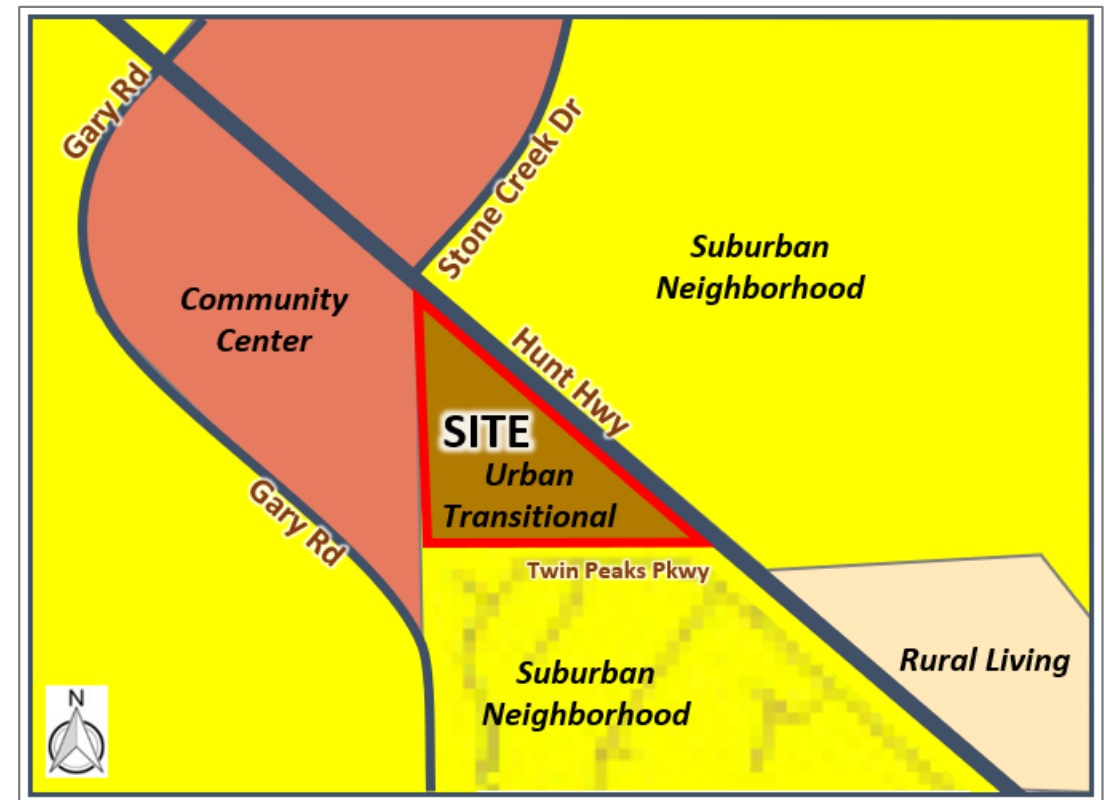 Gary Rd
Stone Creek Dr
Suburban
Neighborhood
Community
Center
Hunt Hwy
SITE
Urban
Transitional
Gary Rd
Twin Peaks Pkwy
Suburban
Neighborhood
Rural Living
N